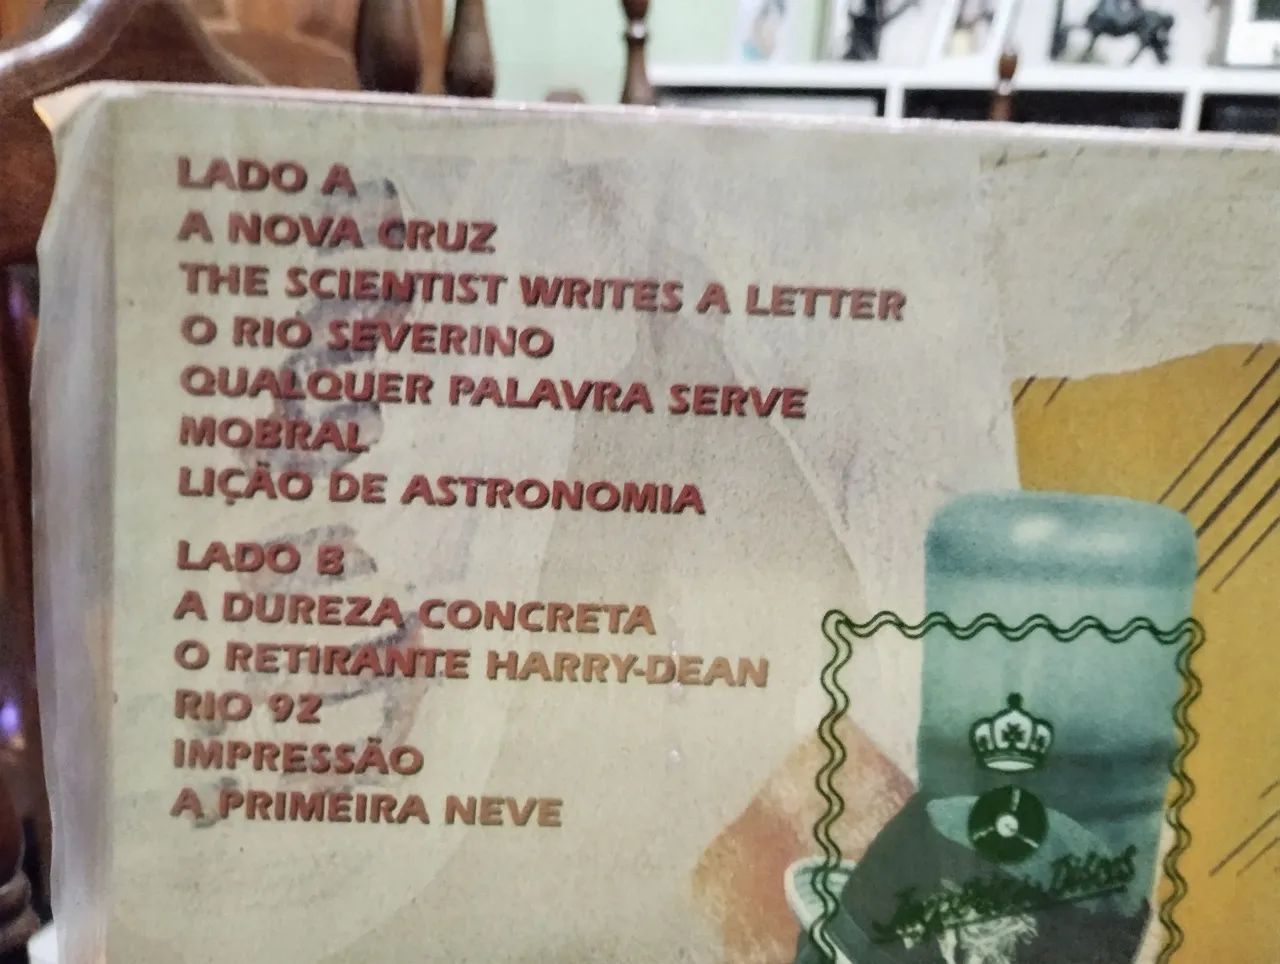 LADO A
A NOVA CRUZ
THE SCIENTIST WRITES A LETTER
O RIO SEVERINO
QUALQUER PALAVRA SERVE
MOBRAL
LIÇÃO DE ASTRONOMIA
LADO B
A DUREZA CONCRETA
O RETIRANTE HARRY-DEAN
RIO 92
IMPRESSÃO
A PRIMEIRA NEVE
Discos